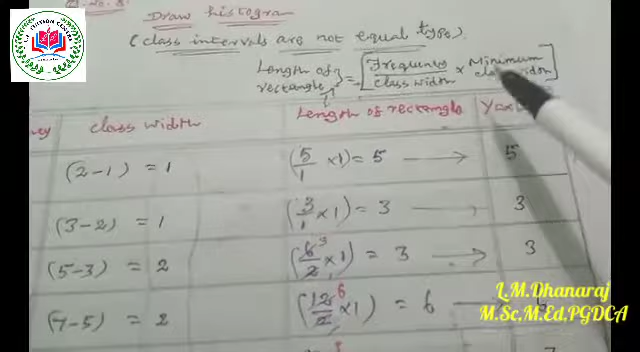 Draw histogra
(class intervals are not equal type).
Length of rectangle = [Frequency / class width × Minimum class width]
class width Length of rectangle
(2-1) = 1 (5/1 ×1) = 5 → 5
(3-2) = 1 (3/1 ×1) = 3 → 3
(5-3) = 2 (6/2 ×1) = 3 → 3
(7-5) = 2 (12/2 ×1) = 6
L.M.Dhanaraj
M.Sc,M.Ed,PGDCA